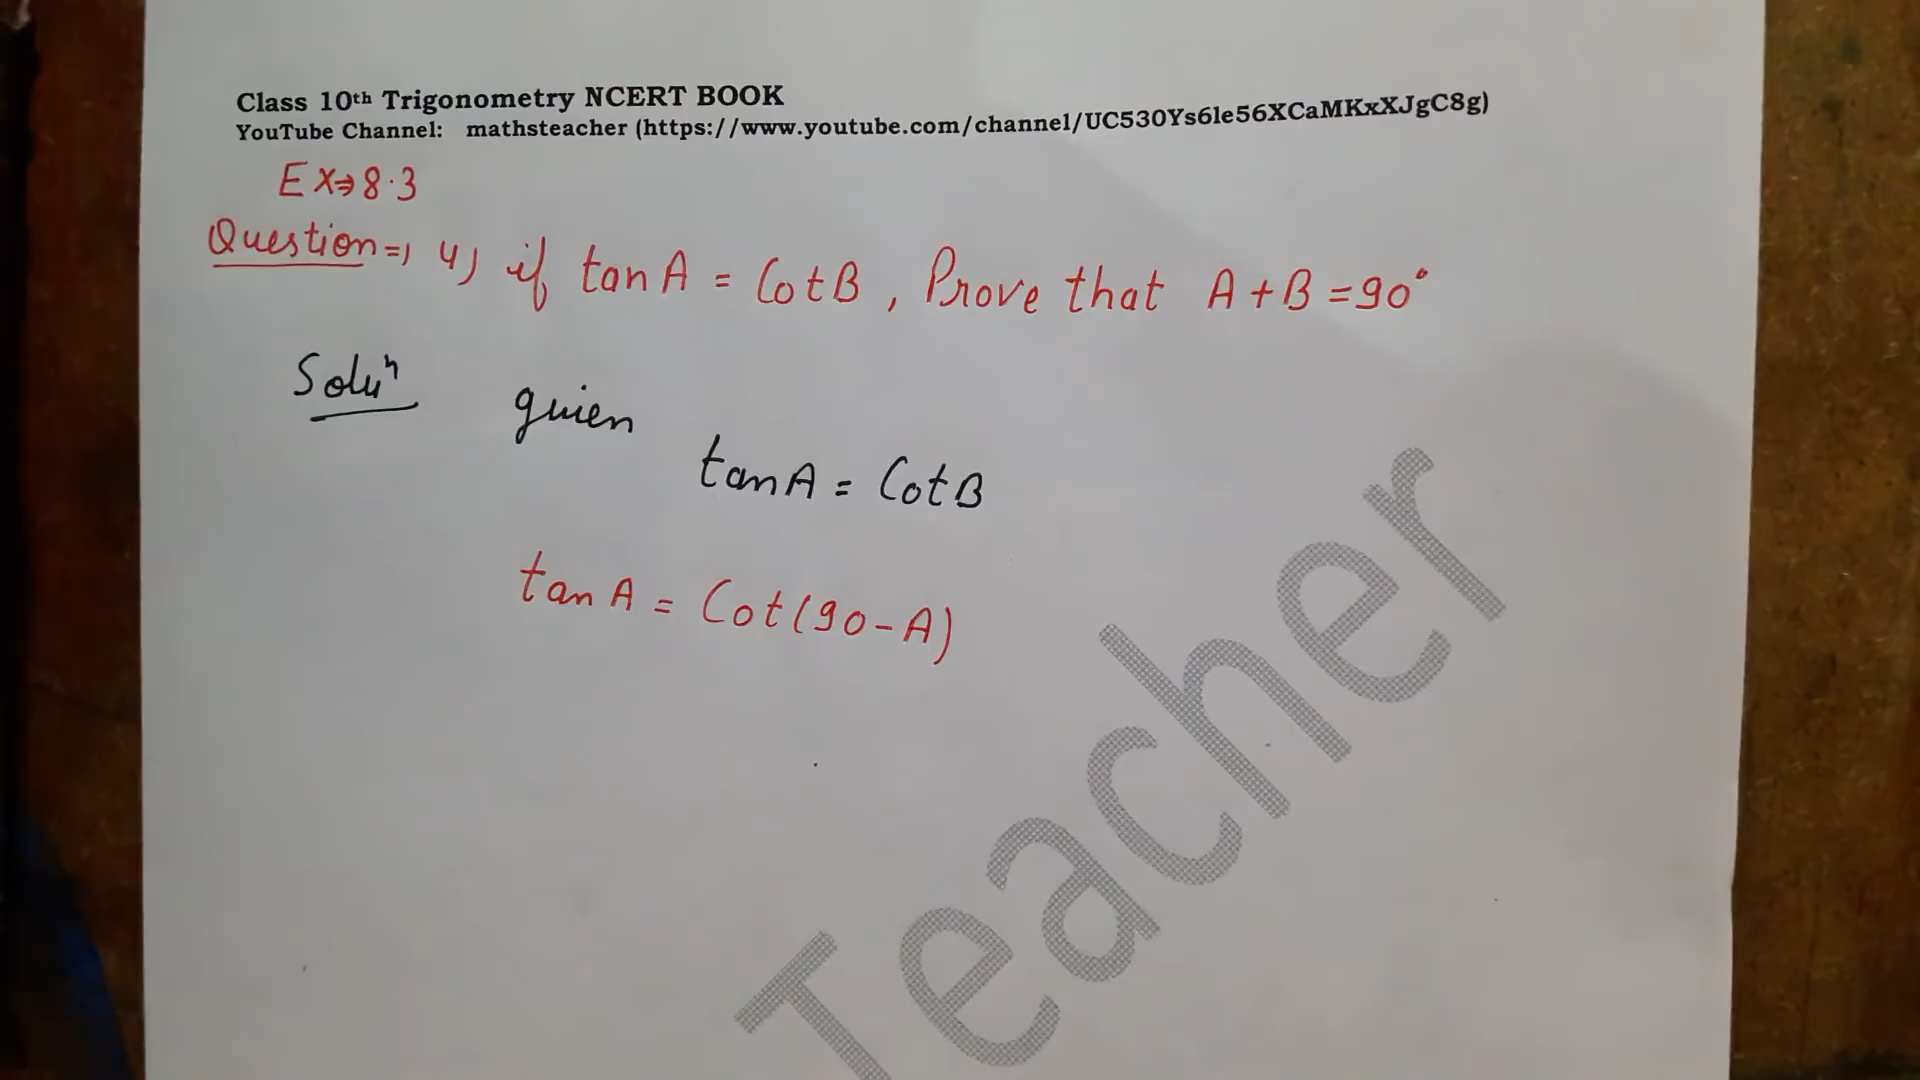 Class 10th Trigonometry NCERT BOOK
YouTube Channel: mathsteacher (https://www.youtube.com/channel/UC530Ys6le56XCaMKxXJgC8g)
EX⇒8.3
Question⇒ 4) if tan A = Cot B , Prove that A + B = 90°
Soluⁿ
given
tan A = Cot B
tan A = Cot (90 - A)
Teacher